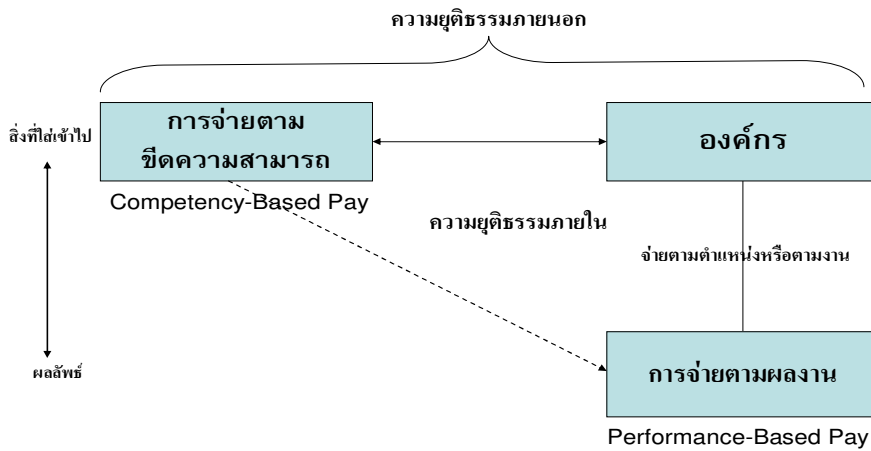 ความยุติธรรมภายนอก
สิ่งที่ใส่เข้าไป
การจ่ายตาม
ขีดความสามารถ
องค์กร
Competency-Based Pay
ความยุติธรรมภายใน
จ่ายตามตำแหน่งหรือตามงาน
ผลลัพธ์
การจ่ายตามผลงาน
Performance-Based Pay